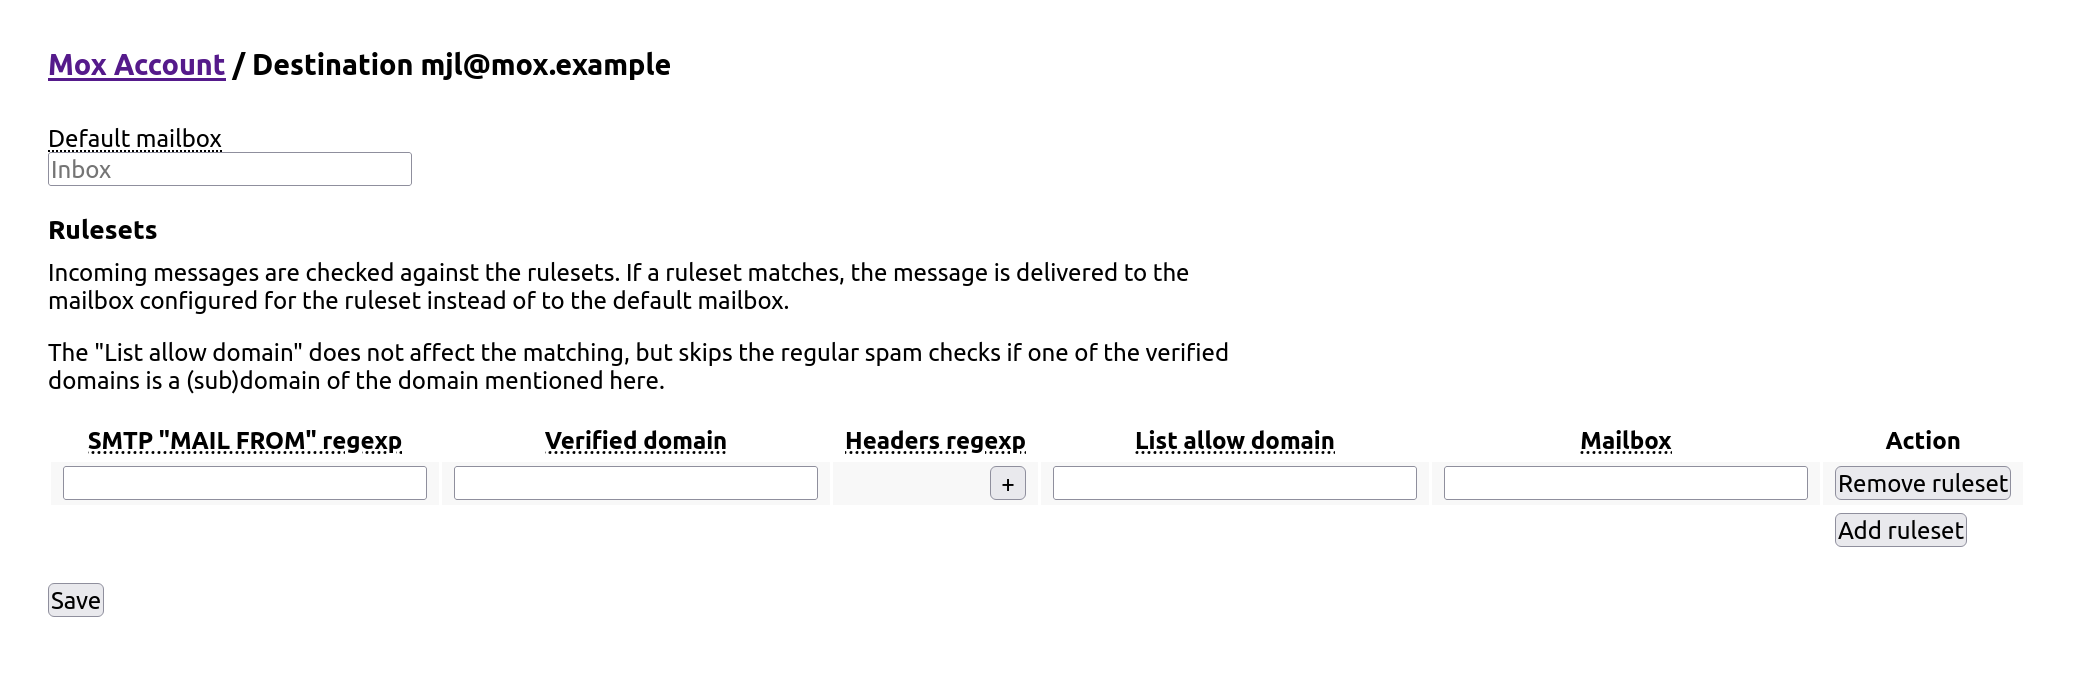 Mox Account / Destination mjl@mox.example
Default mailbox
Inbox
Rulesets
Incoming messages are checked against the rulesets. If a ruleset matches, the message is delivered to the
mailbox configured for the ruleset instead of to the default mailbox.
The "List allow domain" does not affect the matching, but skips the regular spam checks if one of the verified
domains is a (sub)domain of the domain mentioned here.
SMTP "MAIL FROM" regexp Verified domain Headers regexp List allow domain Mailbox Action
+ Remove ruleset
Add ruleset
Save